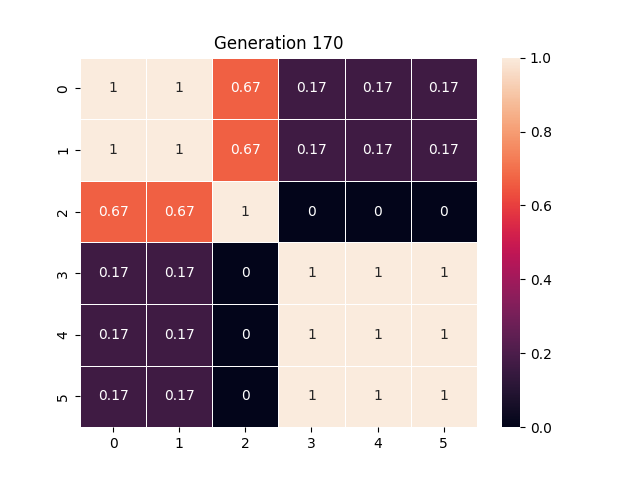 Generation 170
0 1 1 0.67 0.17 0.17 0.17
1 1 1 0.67 0.17 0.17 0.17
2 0.67 0.67 1 0 0 0
3 0.17 0.17 0 1 1 1
4 0.17 0.17 0 1 1 1
5 0.17 0.17 0 1 1 1
0 1 2 3 4 5
1.0
0.8
0.6
0.4
0.2
0.0